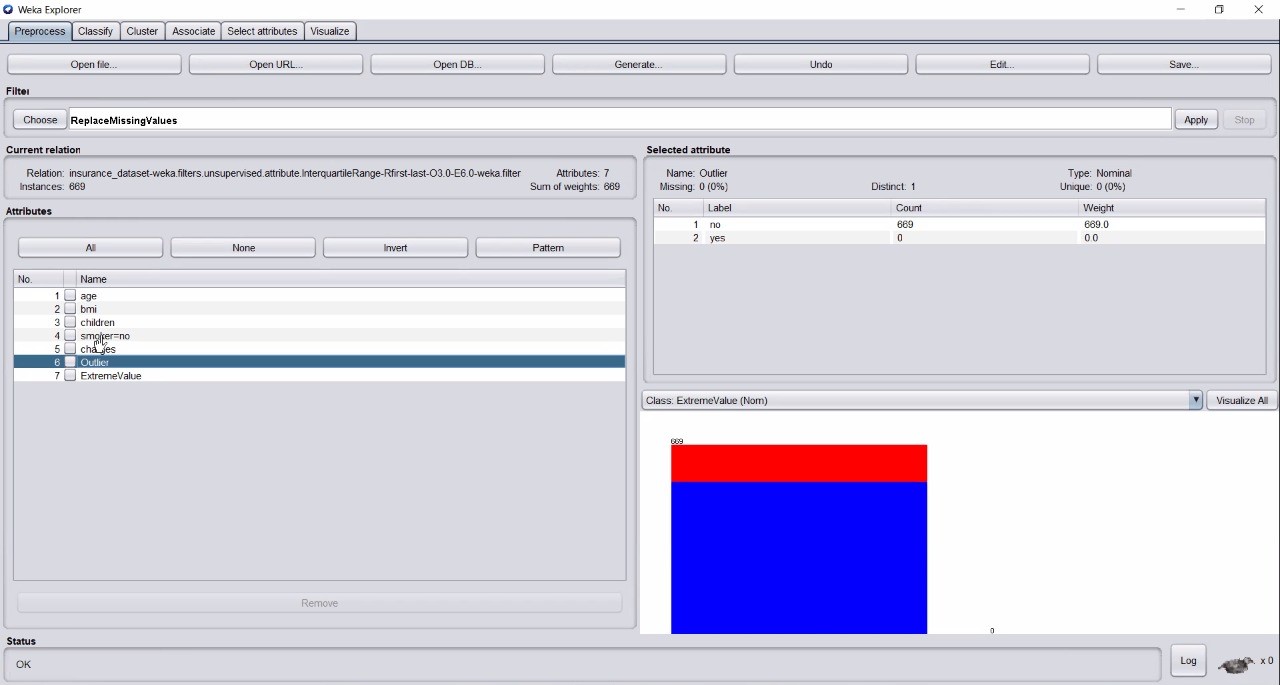 Weka Explorer
Preprocess Classify Cluster Associate Select attributes Visualize
Open file... Open URL... Open DB... Generate... Undo Edit... Save...
Filter
Choose ReplaceMissingValues Apply Stop
Current relation
Relation: insurance_dataset-weka.filters.unsupervised.attribute.InterquartileRange-Rfirst-last-O3.0-E6.0-weka.filter Attributes: 7
Instances: 669 Sum of weights: 669
Attributes
All None Invert Pattern
No. Name
1 age
2 bmi
3 children
4 smoker=no
5 charges
6 Outlier
7 ExtremeValue
Remove
Selected attribute
Name: Outlier Type: Nominal
Missing: 0 (0%) Distinct: 1 Unique: 0 (0%)
No. Label Count Weight
1 no 669 669.0
2 yes 0 0.0
Class: ExtremeValue (Nom) Visualize All
669
0
Status
OK
Log x 0